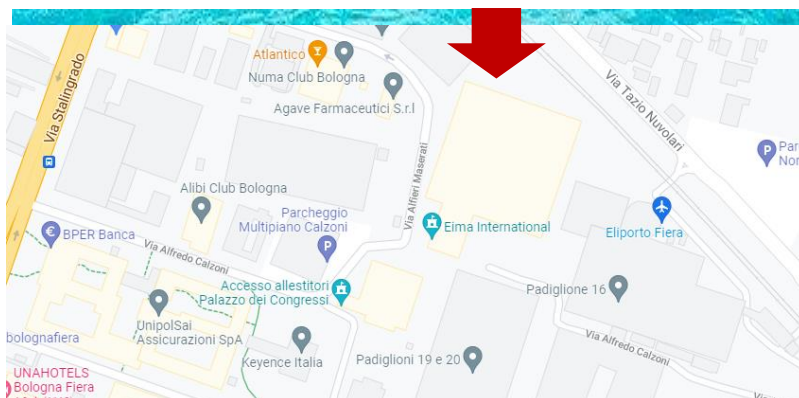 Atlantico
Numa Club Bologna
Agave Farmaceutici S.r.l
Via Stalingrado
Via Tazio Nuvolari
P Par
Nor
Via Alfieri Maserati
Alibi Club Bologna
Parcheggio
Multipiano Calzoni
P
Eima International
Eliporto Fiera
€ BPER Banca
Via Alfredo Calzoni
Accesso allestitori
Palazzo dei Congressi
Padiglione 16
UnipolSai
Assicurazioni SpA
bolognafiera
Keyence Italia
Padiglioni 19 e 20
Via Alfredo Calzoni
UNAHOTELS
Bologna Fiera